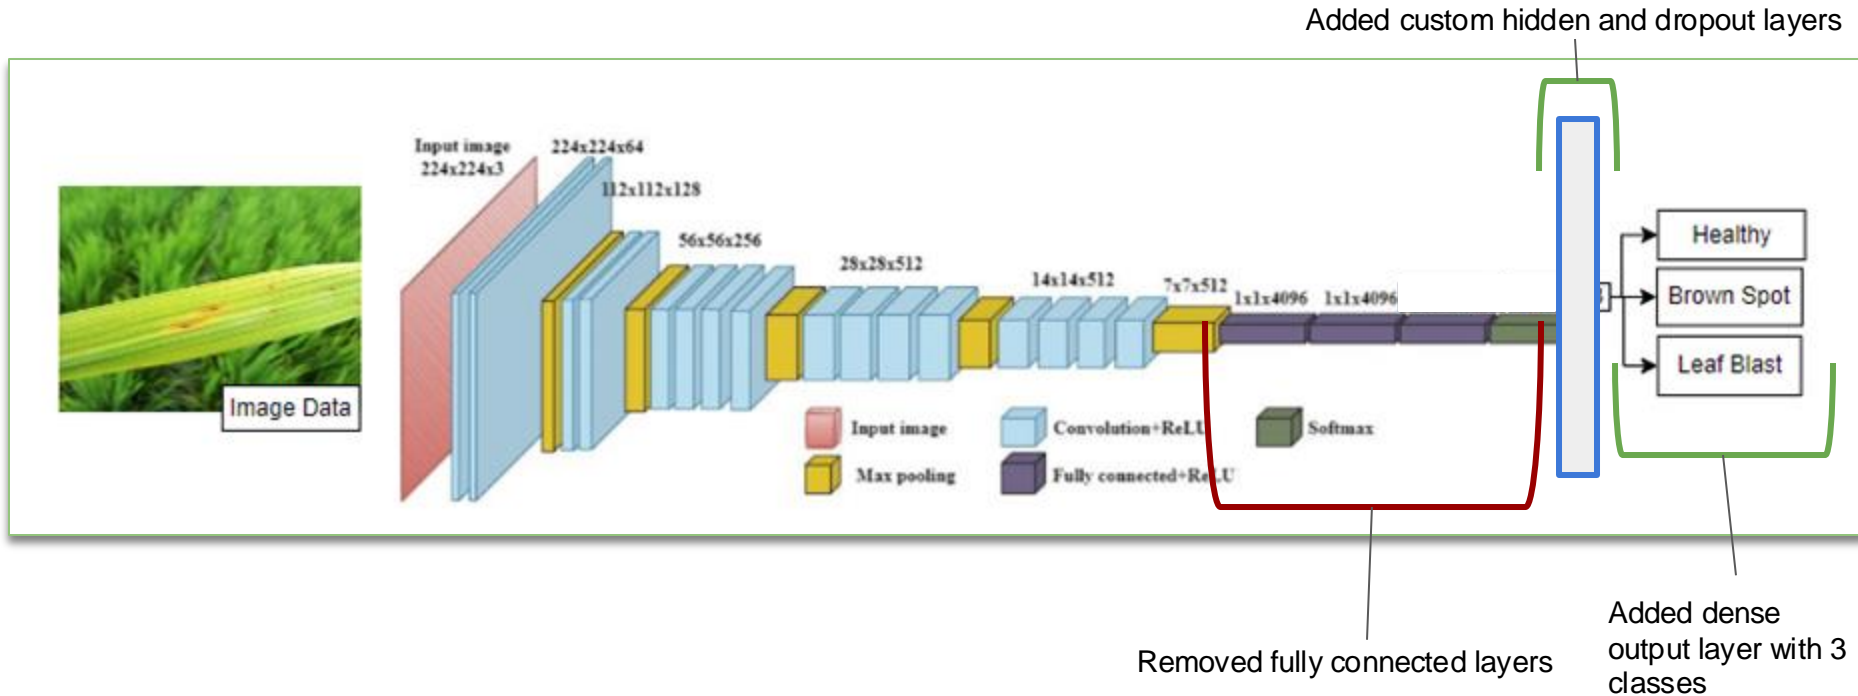 Added custom hidden and dropout layers
Input image
224x224x3
224x224x64
112x112x128
56x56x256
28x28x512
14x14x512
7x7x512
1x1x4096
1x1x4096
Image Data
Healthy
Brown Spot
Leaf Blast
Input image
Convolution+ReLU
Softmax
Max pooling
Fully connected+ReLU
Removed fully connected layers
Added dense
output layer with 3
classes